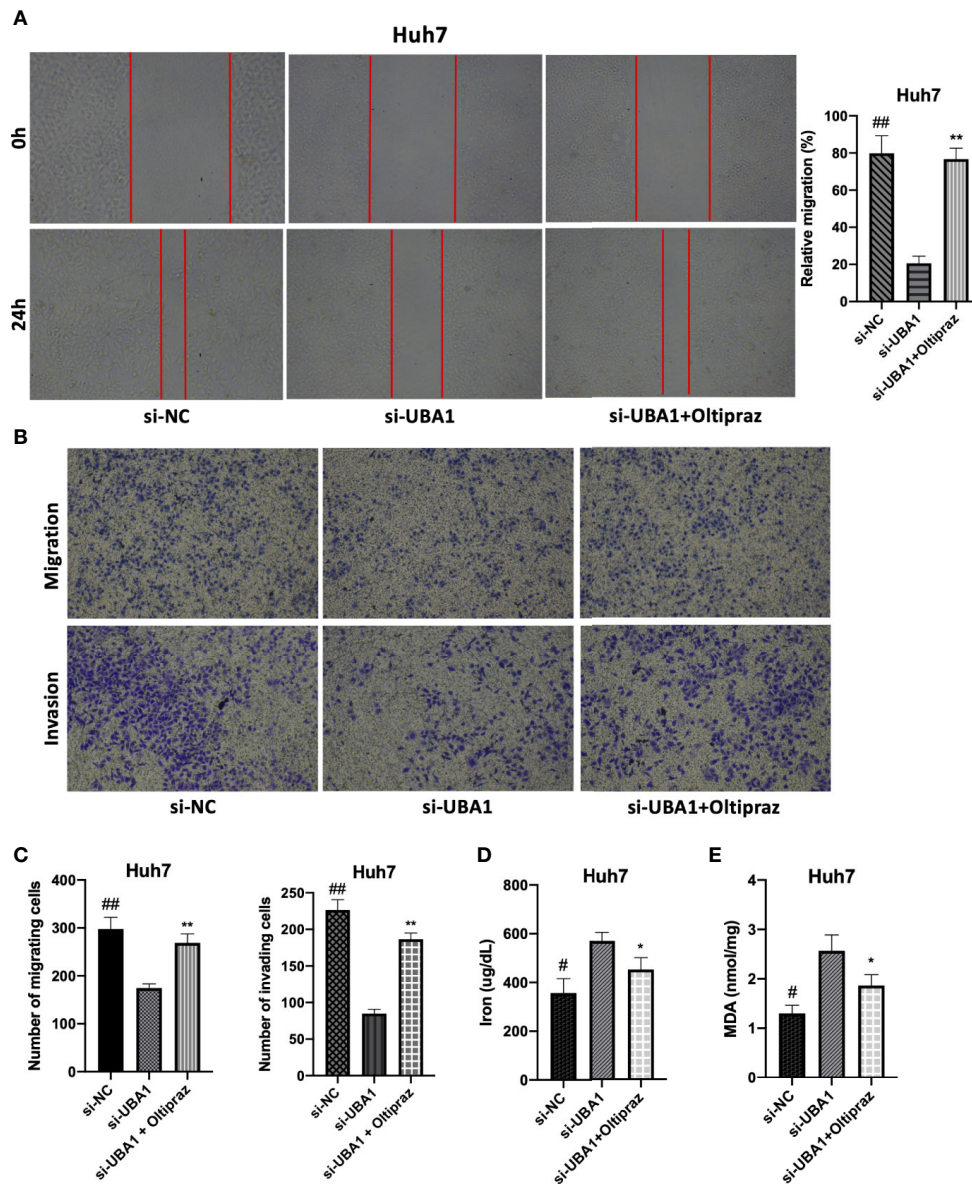 A
Huh7
0h
24h
si-NC
si-UBA1
si-UBA1+Oltipraz
Huh7
Relative migration (%)
100
80
60
40
20
0
##
**
si-NC
si-UBA1
si-UBA1+Oltipraz
B
Migration
Invasion
si-NC
si-UBA1
si-UBA1+Oltipraz
C
Huh7
Number of migrating cells
400
300
200
100
0
##
**
si-NC
si-UBA1
si-UBA1 + Oltipraz
Huh7
Number of invading cells
250
200
150
100
50
0
##
**
si-NC
si-UBA1
si-UBA1 + Oltipraz
D
Huh7
Iron (ug/dL)
800
600
400
200
0
#
*
si-NC
si-UBA1
si-UBA1+Oltipraz
E
Huh7
MDA (nmol/mg)
4
3
2
1
0
#
*
si-NC
si-UBA1
si-UBA1+Oltipraz